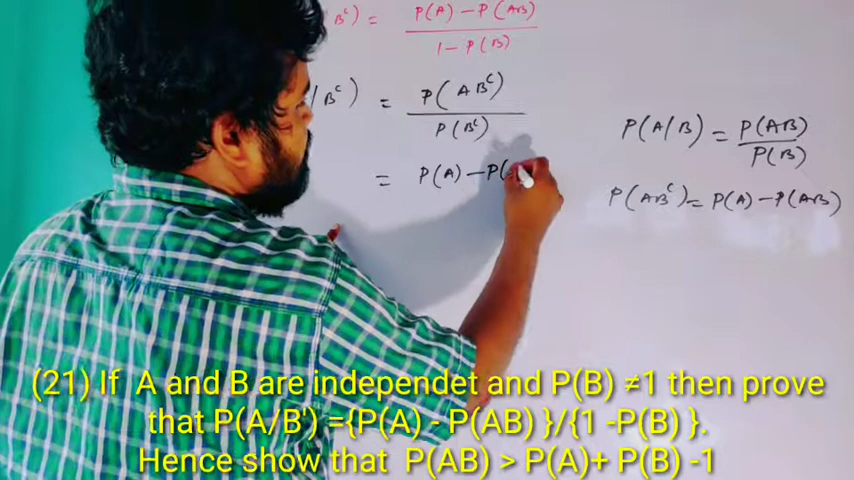 B^c) = P(A) - P(AB) / 1 - P(B)
/B^c) = P(AB^c) / P(B^c)
= P(A) - P(
P(A/B) = P(AB) / P(B)
P(AB^c) = P(A) - P(AB)
(21) If A and B are independet and P(B) ≠1 then prove
that P(A/B') ={P(A) - P(AB) }/{1 -P(B) }.
Hence show that P(AB) > P(A)+ P(B) -1